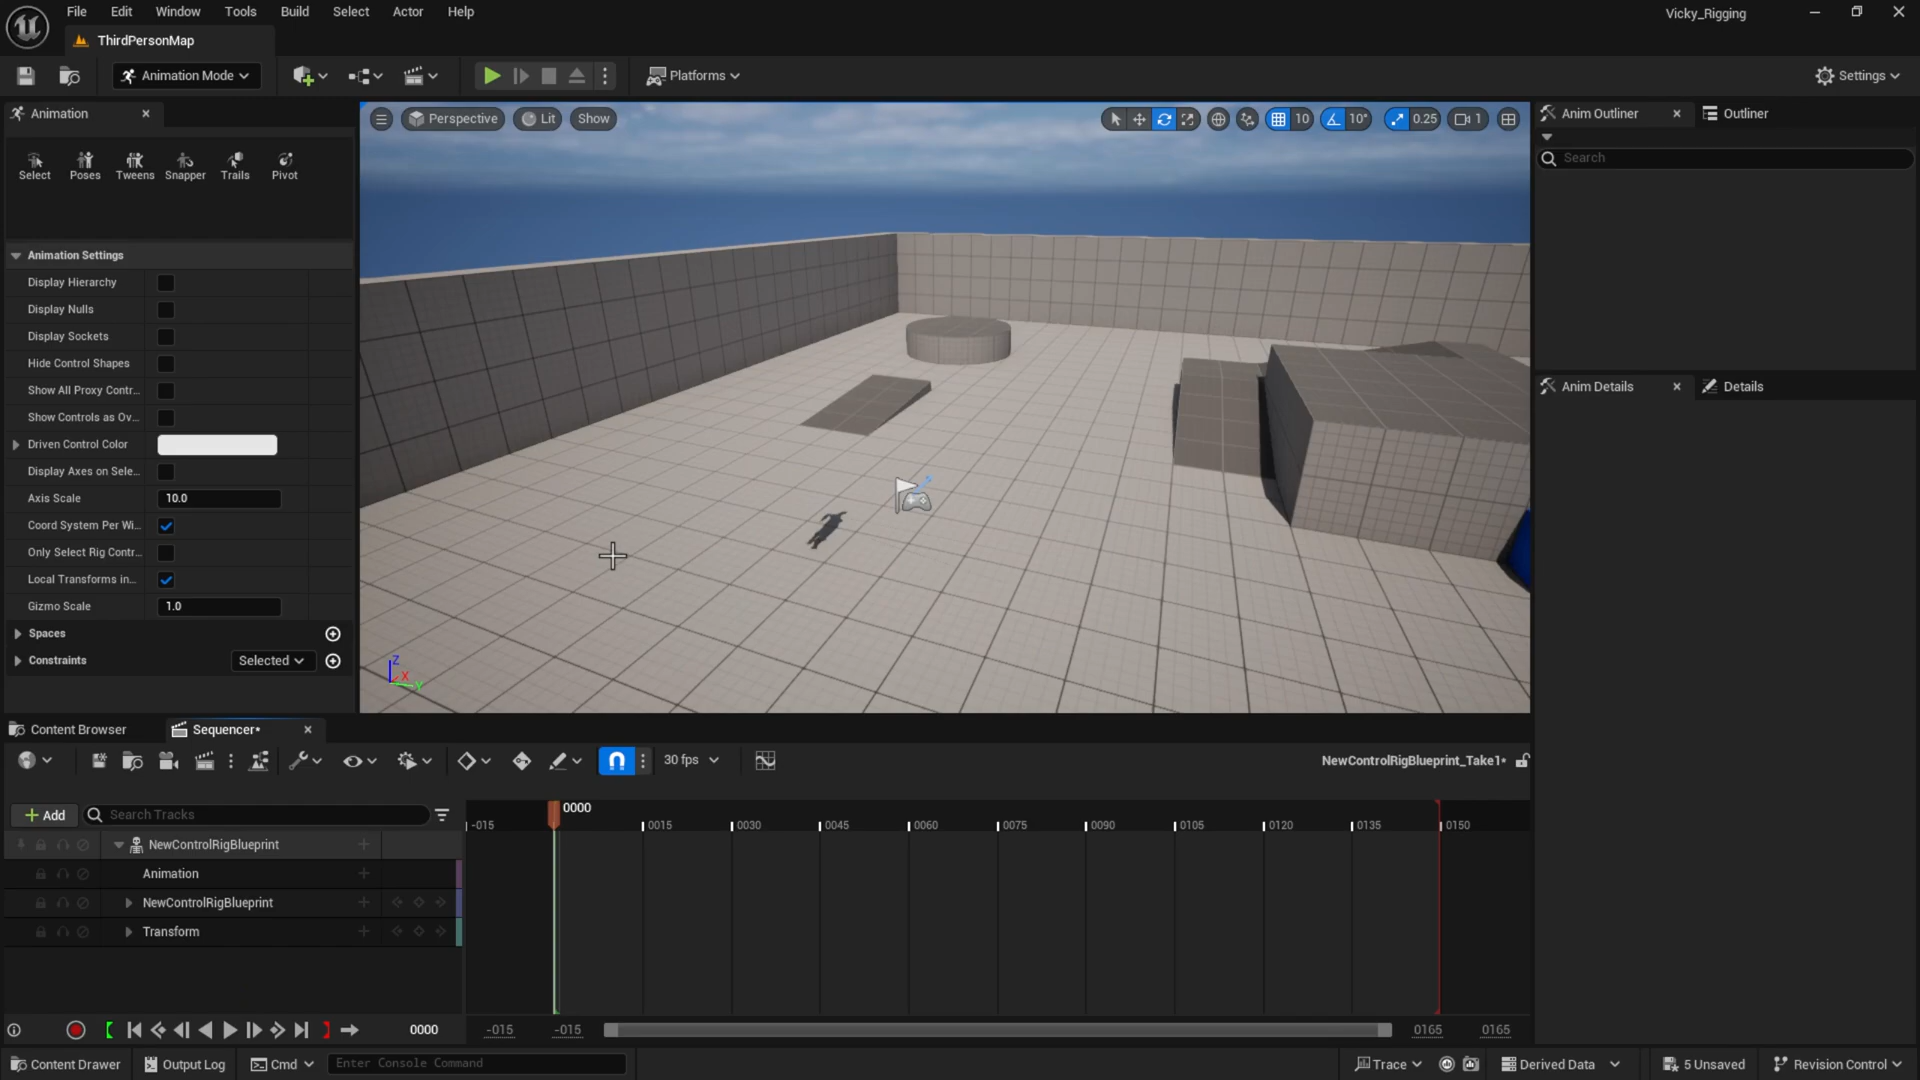 File Edit Window Tools Build Select Actor Help
Vicky_Rigging
ThirdPersonMap
Animation Mode
Platforms
Settings
Animation
Select Poses Tweens Snapper Trails Pivot
Animation Settings
Display Hierarchy
Display Nulls
Display Sockets
Hide Control Shapes
Show All Proxy Contr...
Show Controls as Ov...
Driven Control Color
Display Axes on Sele...
Axis Scale 10.0
Coord System Per Wi...
Only Select Rig Contr...
Local Transforms in...
Gizmo Scale 1.0
Spaces
Constraints Selected
Perspective Lit Show
10 10° 0.25 1
Z
X
Y
Anim Outliner Outliner
Search
Anim Details Details
Content Browser Sequencer*
30 fps
NewControlRigBlueprint_Take1*
Add Search Tracks
0000
-015 0015 0030 0045 0060 0075 0090 0105 0120 0135 0150
NewControlRigBlueprint
Animation
NewControlRigBlueprint
Transform
0000 -015 -015 0165 0165
Content Drawer Output Log Cmd Enter Console Command Trace Derived Data 5 Unsaved Revision Control